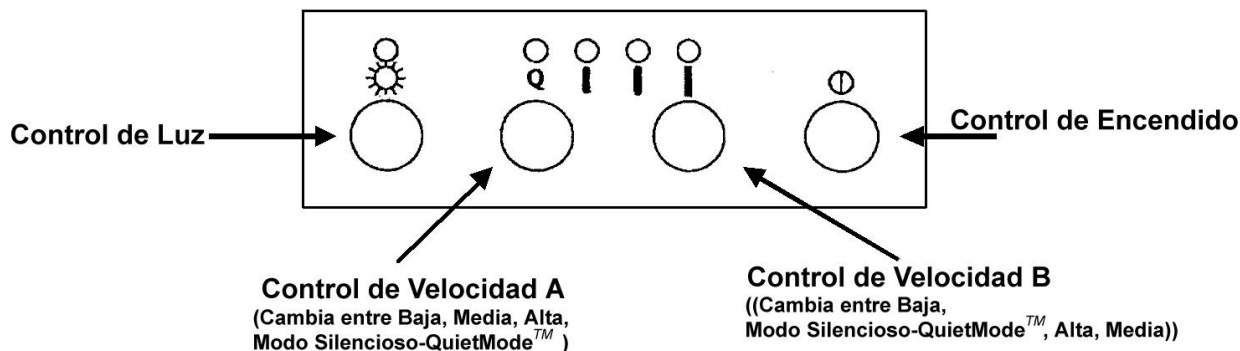 Q
Control de Luz
Control de Encendido
Control de Velocidad A
(Cambia entre Baja, Media, Alta,
Modo Silencioso-QuietMode™ )
Control de Velocidad B
((Cambia entre Baja,
Modo Silencioso-QuietMode™, Alta, Media))